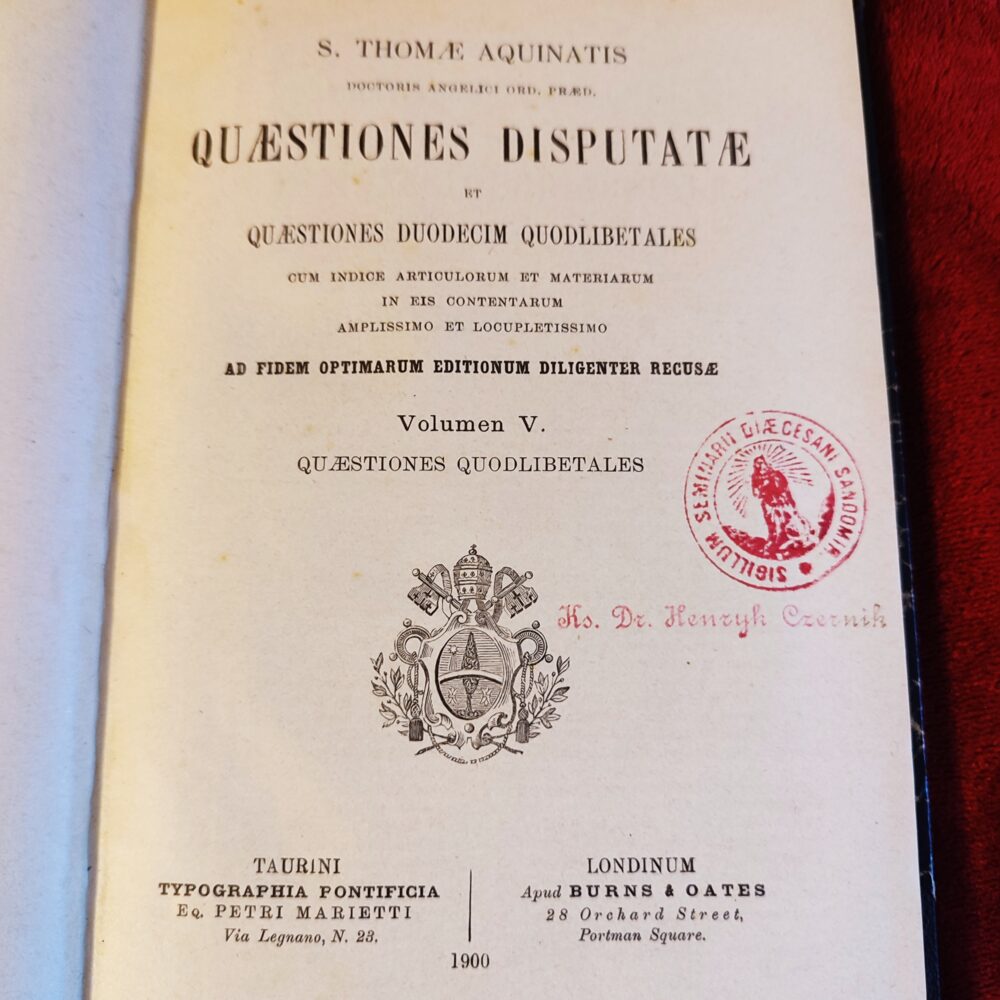 S. THOMÆ AQUINATIS
DOCTORIS ANGELICI ORD. PRÆD.
QUÆSTIONES DISPUTATÆ
ET
QUÆSTIONES DUODECIM QUODLIBETALES
CUM INDICE ARTICULORUM ET MATERIARUM
IN EIS CONTENTARUM
AMPLISSIMO ET LOCUPLETISSIMO
AD FIDEM OPTIMARUM EDITIONUM DILIGENTER RECUSÆ
Volumen V.
QUÆSTIONES QUODLIBETALES
SIGILLUM SEMINARII DIÆCESANI SANDOMIR.
Ks. Dr. Henryk Czernik
TAURINI
TYPOGRAPHIA PONTIFICIA
EQ. PETRI MARIETTI
Via Legnano, N. 23.
LONDINUM
Apud BURNS & OATES
28 Orchard Street,
Portman Square.
1900